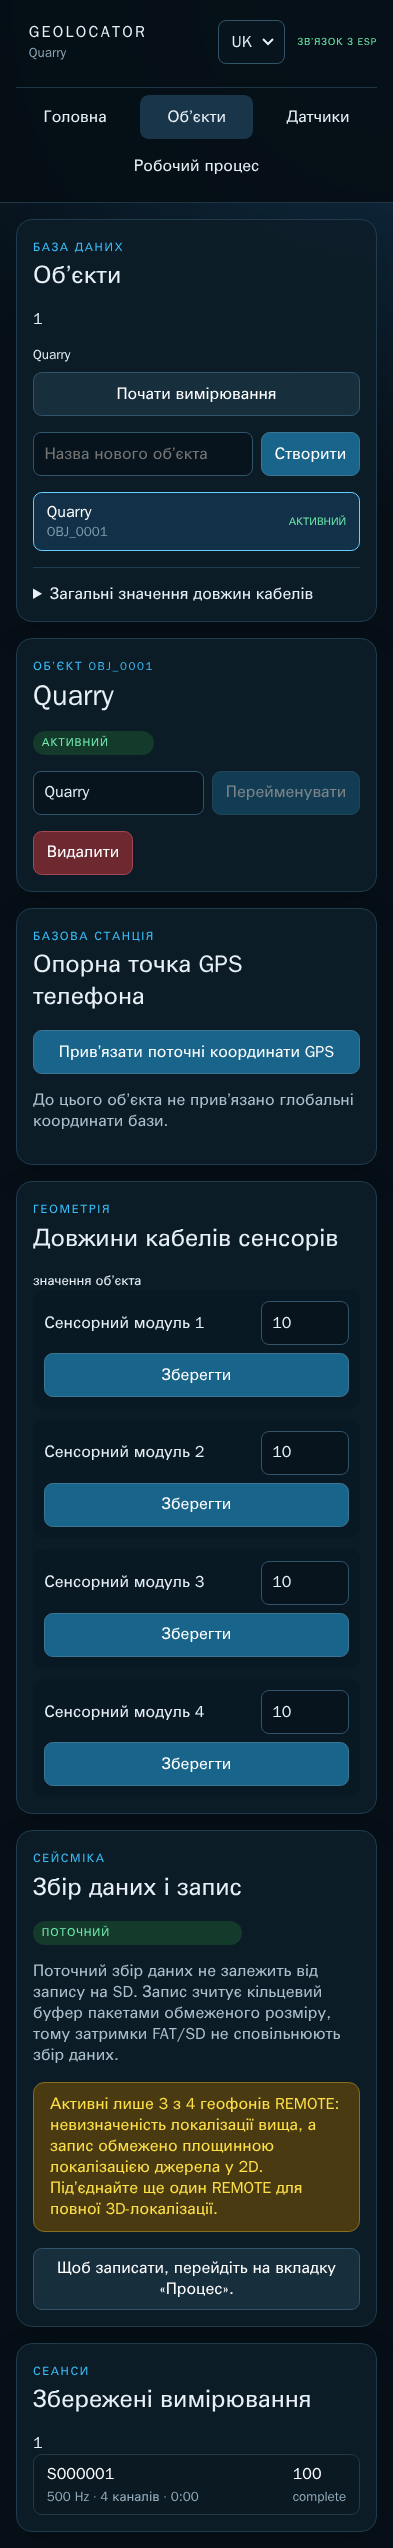 GEOLOCATOR
Quarry
UK
ЗВ'ЯЗОК З ESP
Головна
Об'єкти
Датчики
Робочий процес
БАЗА ДАНИХ
Об'єкти
1
Quarry
Почати вимірювання
Назва нового об'єкта
Створити
Quarry
OBJ_0001
АКТИВНИЙ
Загальні значення довжин кабелів
ОБ'ЄКТ OBJ_0001
Quarry
АКТИВНИЙ
Quarry
Перейменувати
Видалити
БАЗОВА СТАНЦІЯ
Опорна точка GPS
телефона
Прив'язати поточні координати GPS
До цього об'єкта не прив'язано глобальні
координати бази.
ГЕОМЕТРІЯ
Довжини кабелів сенсорів
значення об'єкта
Сенсорний модуль 1
10
Зберегти
Сенсорний модуль 2
10
Зберегти
Сенсорний модуль 3
10
Зберегти
Сенсорний модуль 4
10
Зберегти
СЕЙСМІКА
Збір даних і запис
ПОТОЧНИЙ
Поточний збір даних не залежить від
запису на SD. Запис зчитує кільцевий
буфер пакетами обмеженого розміру,
тому затримки FAT/SD не сповільнюють
збір даних.
Активні лише 3 з 4 геофонів REMOTE:
невизначеність локалізації вища, а
запис обмежено площинною
локалізацією джерела у 2D.
Під'єднайте ще один REMOTE для
повної 3D-локалізації.
Щоб записати, перейдіть на вкладку
«Процес».
СЕАНСИ
Збережені вимірювання
1
S000001
100
500 Hz · 4 каналів · 0:00
complete